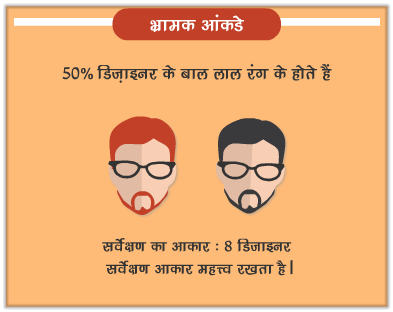 भ्रामक आंकडे
50% डिज़ाइनर के बाल लाल रंग के होते हैं
सर्वेक्षण का आकार : 8 डिजाइनर
सर्वेक्षण आकार महत्त्व रखता है|